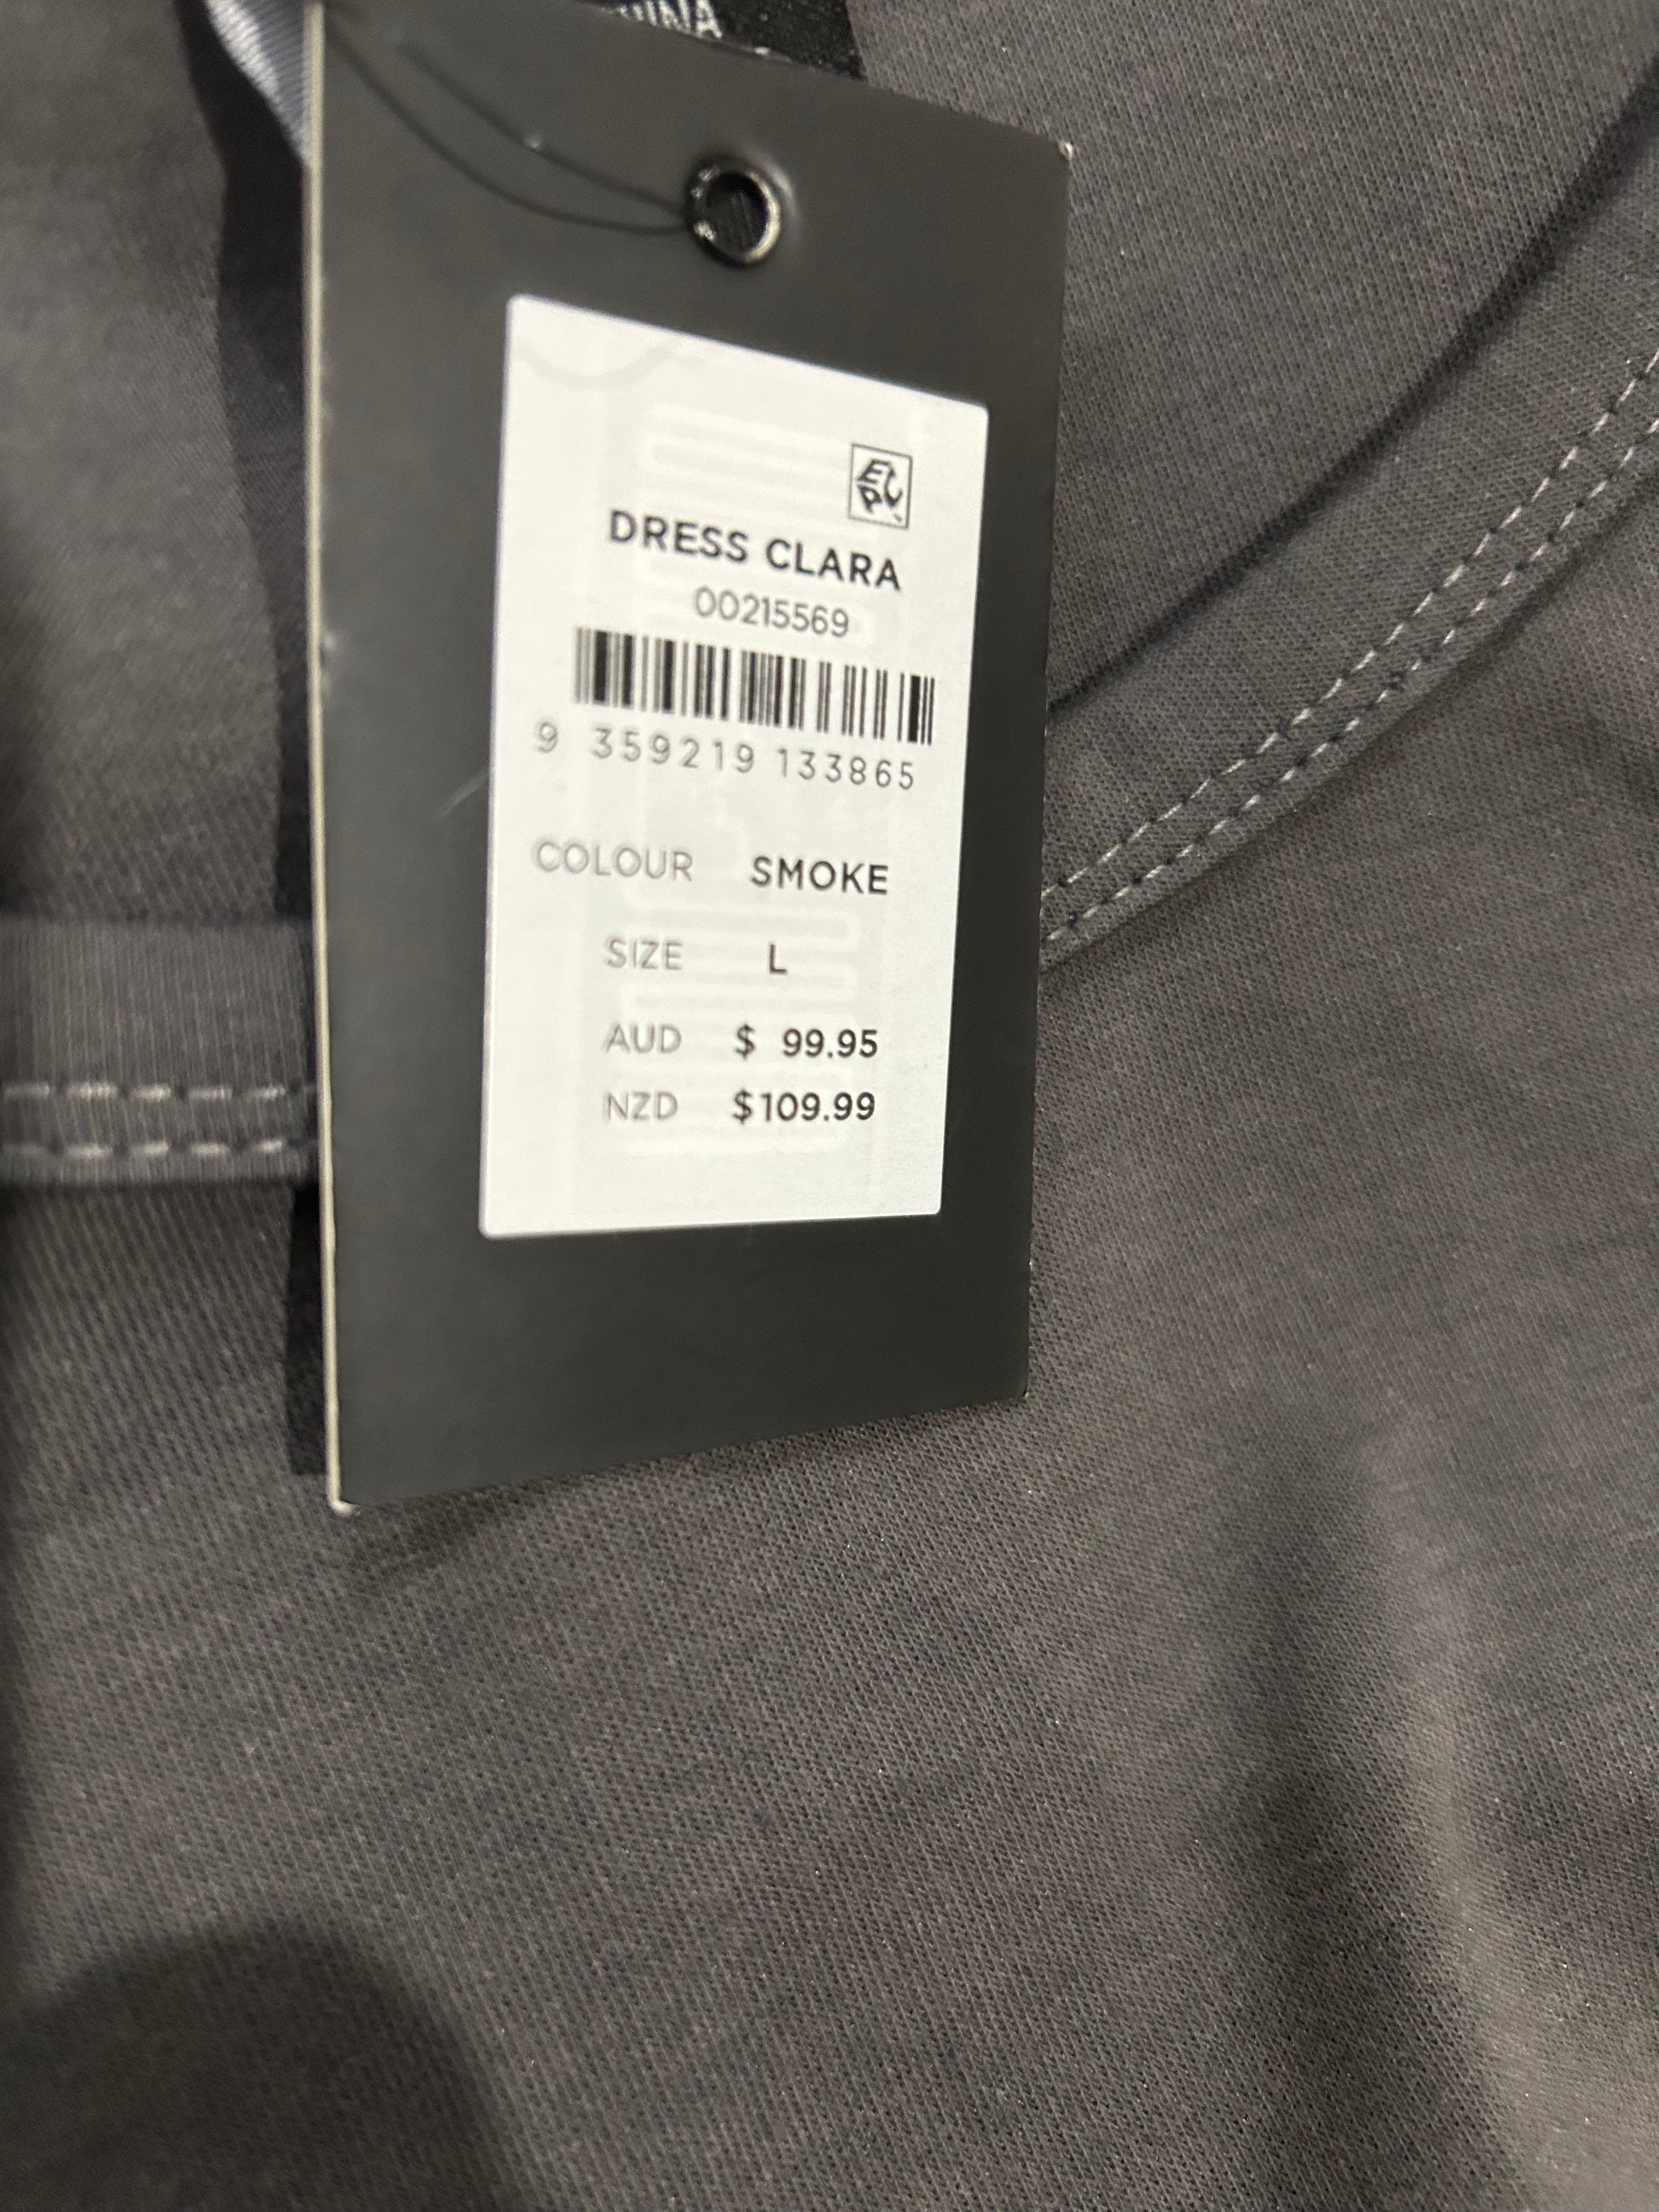 DRESS CLARA
00215569
9 359219 133865
COLOUR SMOKE
SIZE L
AUD $ 99.95
NZD $109.99